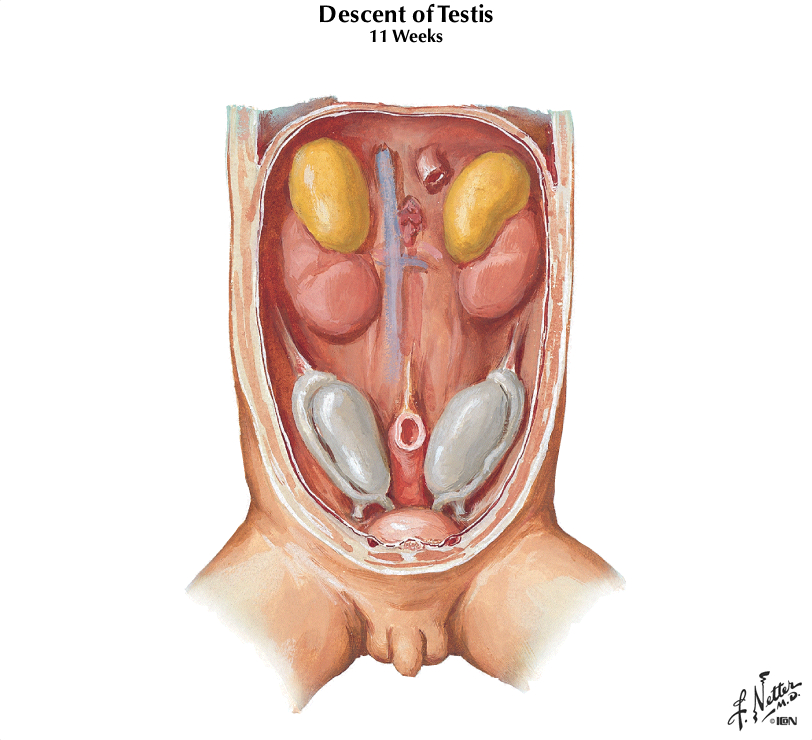 Descent of Testis
11 Weeks
F. Netter
M.D.
©ICON